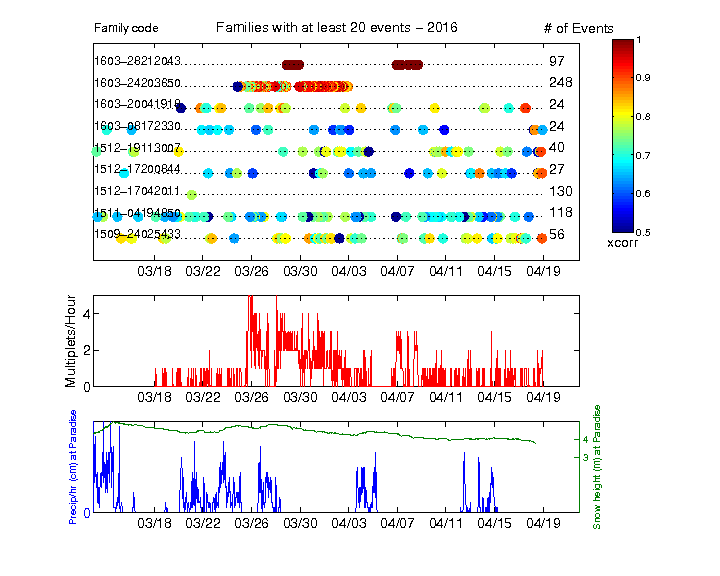 Family code Families with at least 20 events – 2016 # of Events
1603–28212043 97
1603–24203650 248
1603–20041919 24
1603–08172330 24
1512–19113007 40
1512–17200844 27
1512–17042011 130
1511–04194850 118
1509–24025433 56
03/18 03/22 03/26 03/30 04/03 04/07 04/11 04/15 04/19
1
0.9
0.8
0.7
0.6
0.5
xcorr
Multiplets/Hour
4
2
0
03/18 03/22 03/26 03/30 04/03 04/07 04/11 04/15 04/19
Precip/hr (cm) at Paradise
0
4
3
Snow height (m) at Paradise
03/18 03/22 03/26 03/30 04/03 04/07 04/11 04/15 04/19